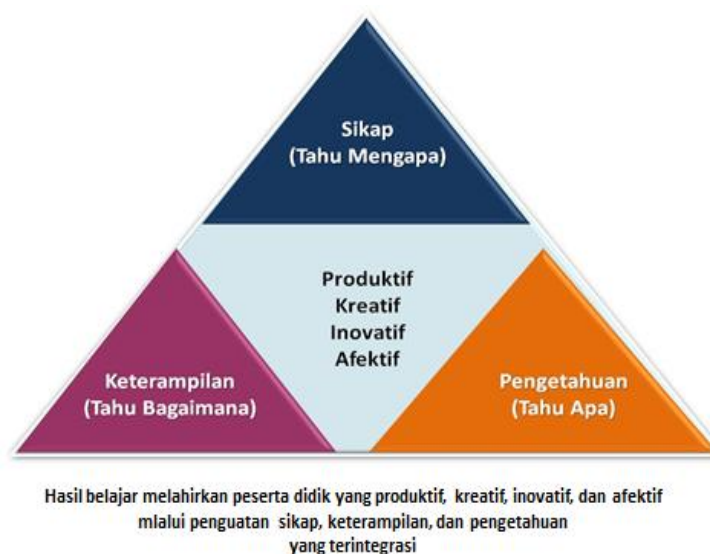 Sikap
(Tahu Mengapa)
Produktif
Kreatif
Inovatif
Afektif
Keterampilan
(Tahu Bagaimana)
Pengetahuan
(Tahu Apa)
Hasil belajar melahirkan peserta didik yang produktif, kreatif, inovatif, dan afektif
mlalui penguatan sikap, keterampilan, dan pengetahuan
yang terintegrasi